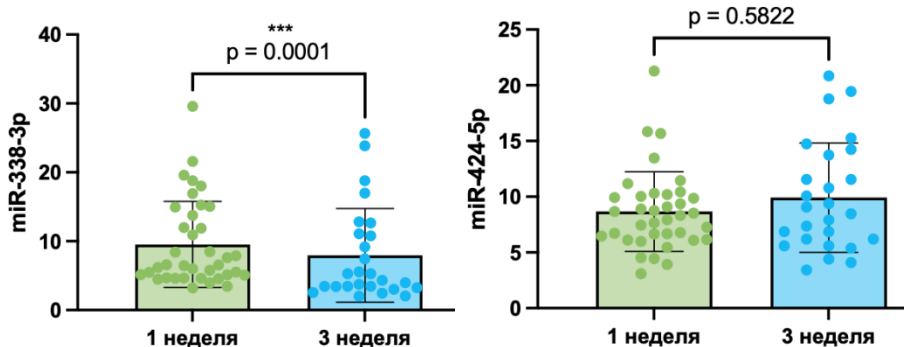 ***
p = 0.0001
miR-338-3p
40
30
20
10
0
1 неделя
3 неделя
p = 0.5822
miR-424-5p
25
20
15
10
5
0
1 неделя
3 неделя